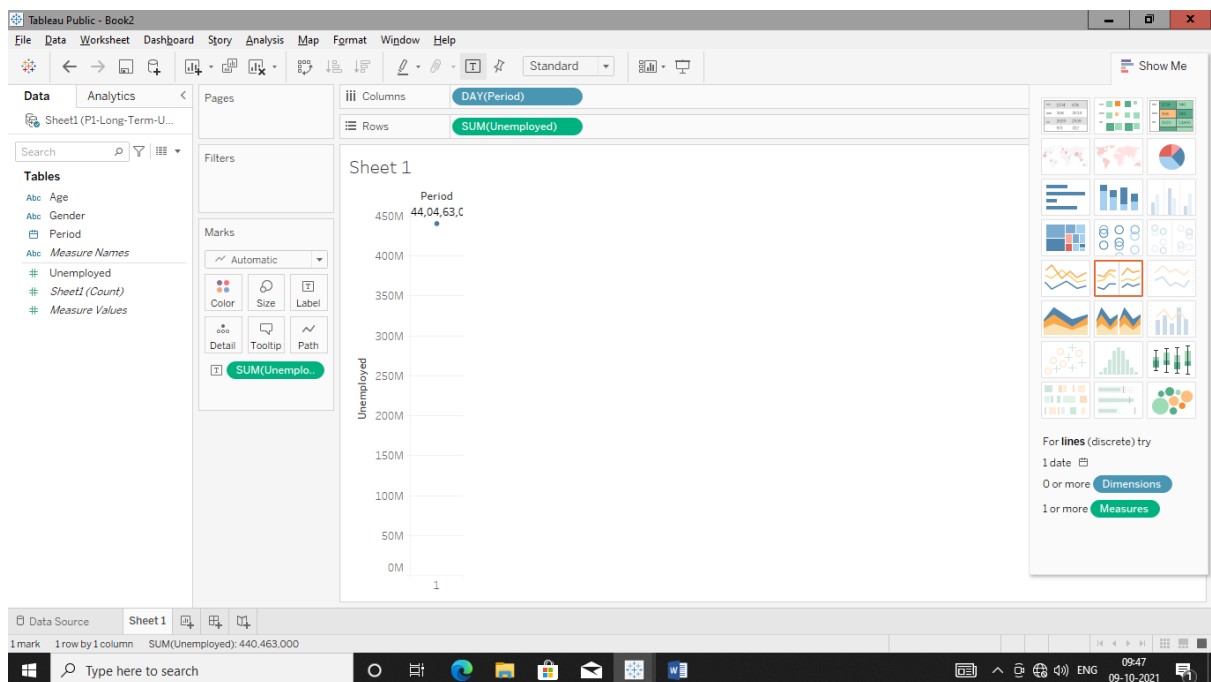 Tableau Public - Book2
File Data Worksheet Dashboard Story Analysis Map Format Window Help
Standard
Show Me
Data Analytics
Sheet1 (P1-Long-Term-U...
Search
Tables
Abc Age
Abc Gender
Period
Abc Measure Names
# Unemployed
# Sheet1 (Count)
# Measure Values
Pages
Filters
Marks
Automatic
Color Size Label
Detail Tooltip Path
SUM(Unemplo..
Columns DAY(Period)
Rows SUM(Unemployed)
Sheet 1
Period
44,04,63,0
450M
400M
350M
300M
250M
200M
150M
100M
50M
0M
Unemployed
1
For lines (discrete) try
1 date
0 or more Dimensions
1 or more Measures
Data Source Sheet 1
1 mark 1 row by 1 column SUM(Unemployed): 440,463,000
Type here to search
ENG
09:47
09-10-2021